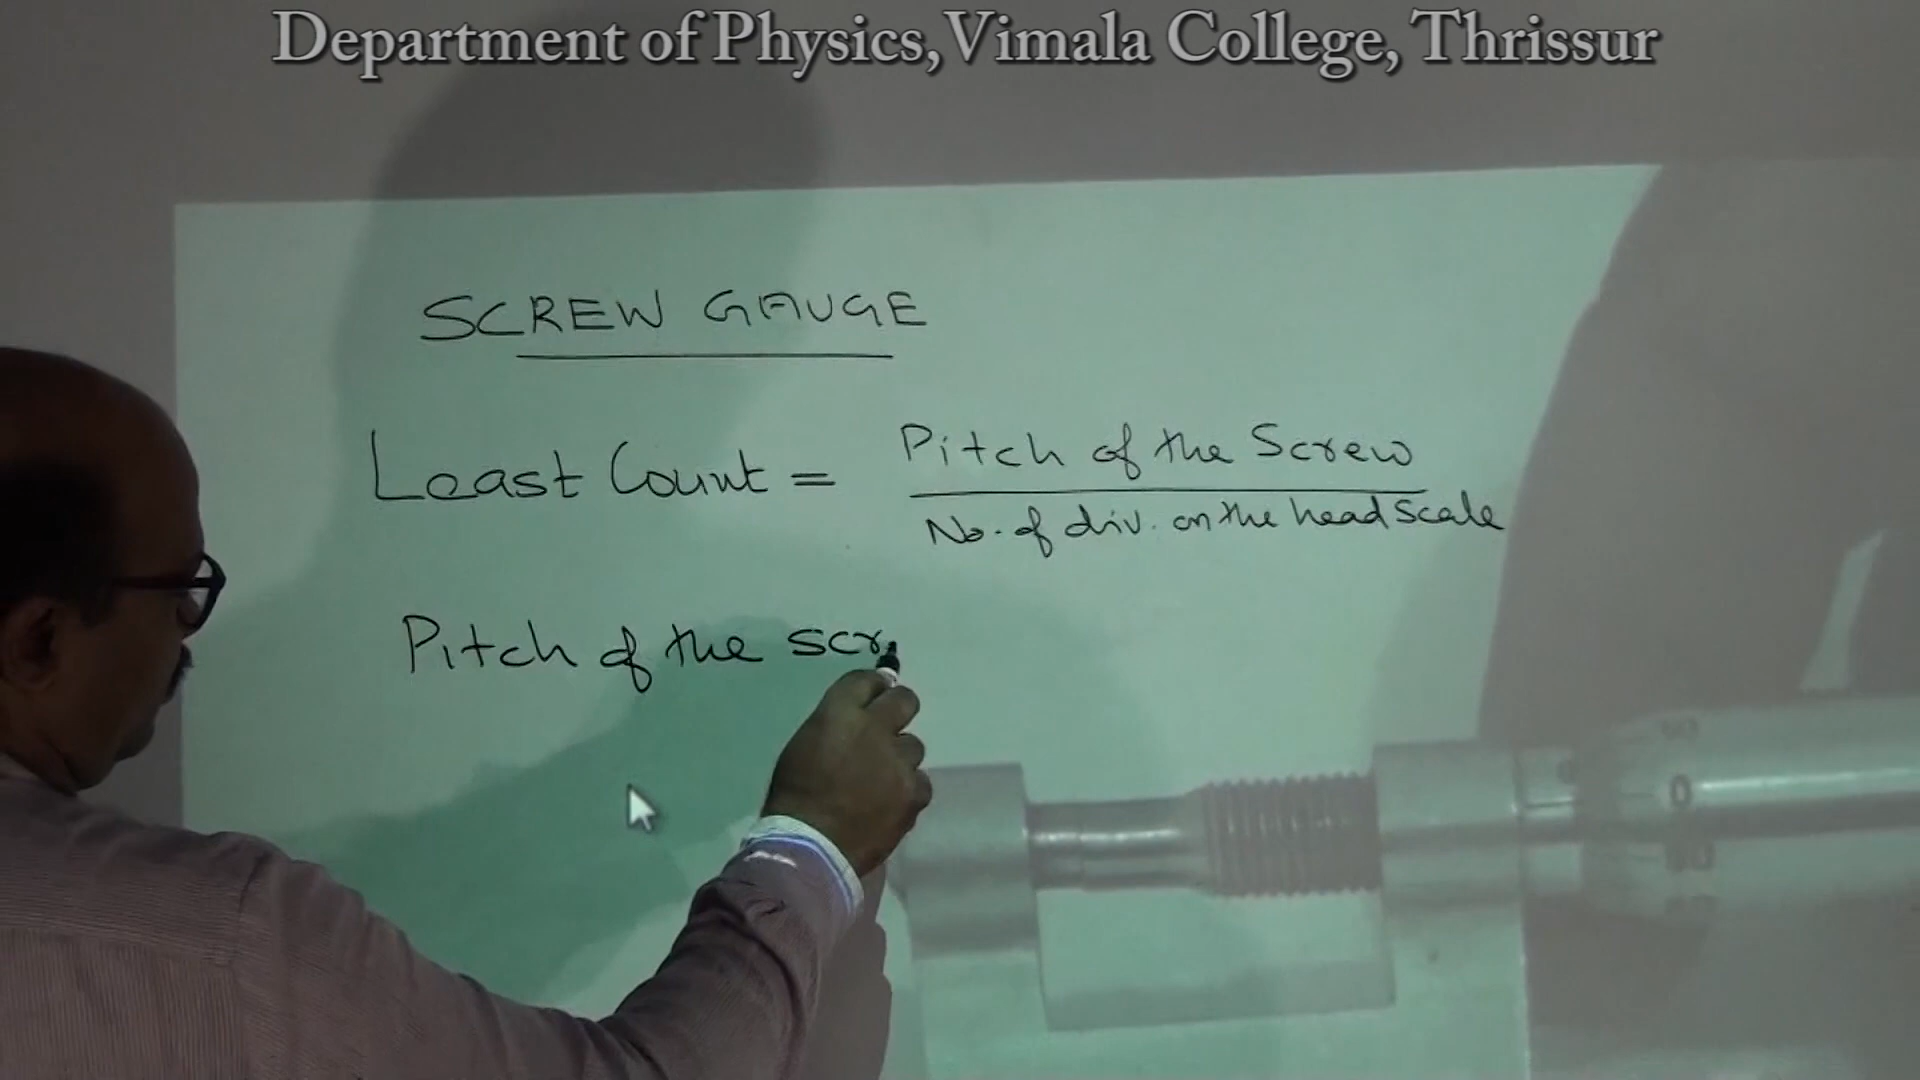 Department of Physics, Vimala College, Thrissur
SCREW GAUGE
Least Count = Pitch of the Screw
No. of div. on the head scale
Pitch of the scr
0